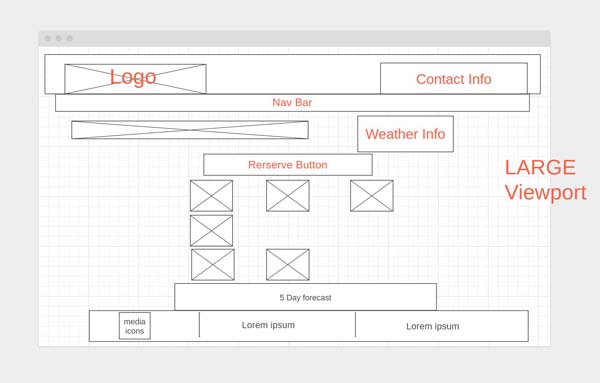 Logo
Contact Info
Nav Bar
Weather Info
Rerserve Button
LARGE
Viewport
5 Day forecast
media
icons
Lorem ipsum
Lorem ipsum